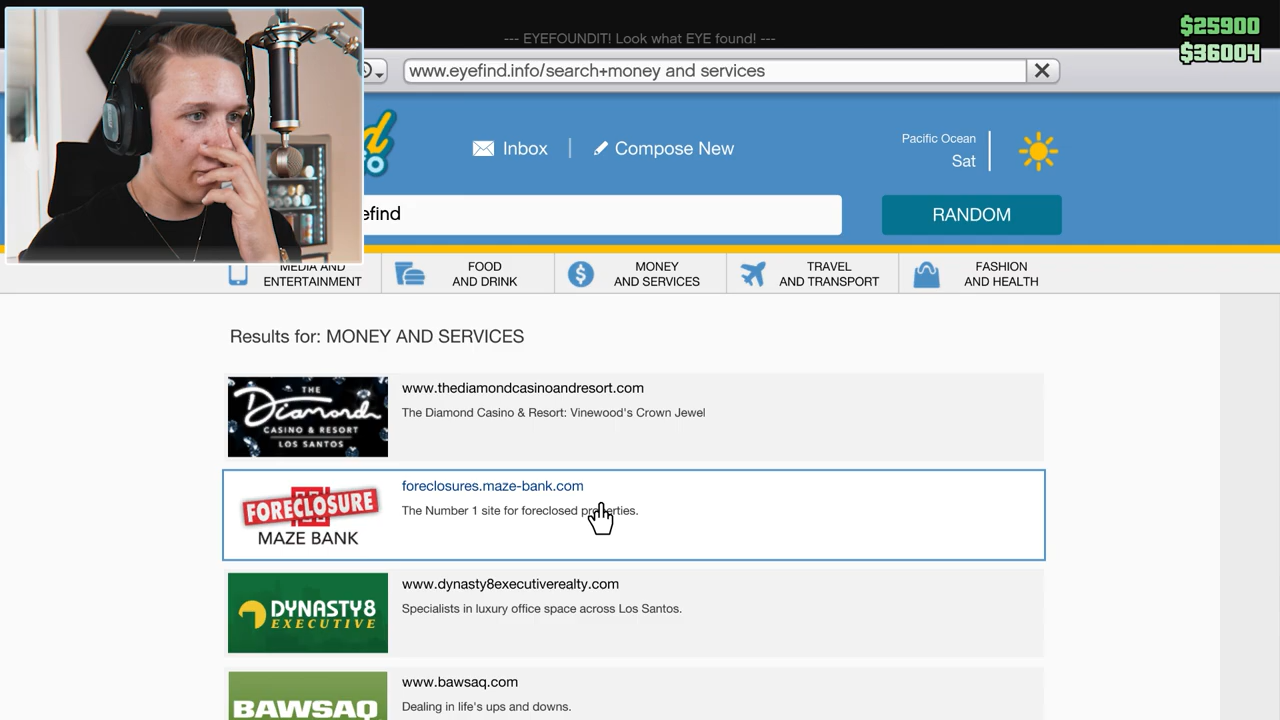 $25900
--- EYEFOUNDIT! Look what EYE found! ---
$36004
www.eyefind.info/search+money and services
Inbox
Compose New
Pacific Ocean
Sat
efind
RANDOM
MEDIA AND
ENTERTAINMENT
FOOD
AND DRINK
MONEY
AND SERVICES
TRAVEL
AND TRANSPORT
FASHION
AND HEALTH
Results for: MONEY AND SERVICES
THE
Diamond
CASINO & RESORT
LOS SANTOS
www.thediamondcasinoandresort.com
The Diamond Casino & Resort: Vinewood's Crown Jewel
FORECLOSURE
MAZE BANK
foreclosures.maze-bank.com
The Number 1 site for foreclosed properties.
DYNASTY8
EXECUTIVE
www.dynasty8executiverealty.com
Specialists in luxury office space across Los Santos.
BAWSAQ
www.bawsaq.com
Dealing in life's ups and downs.